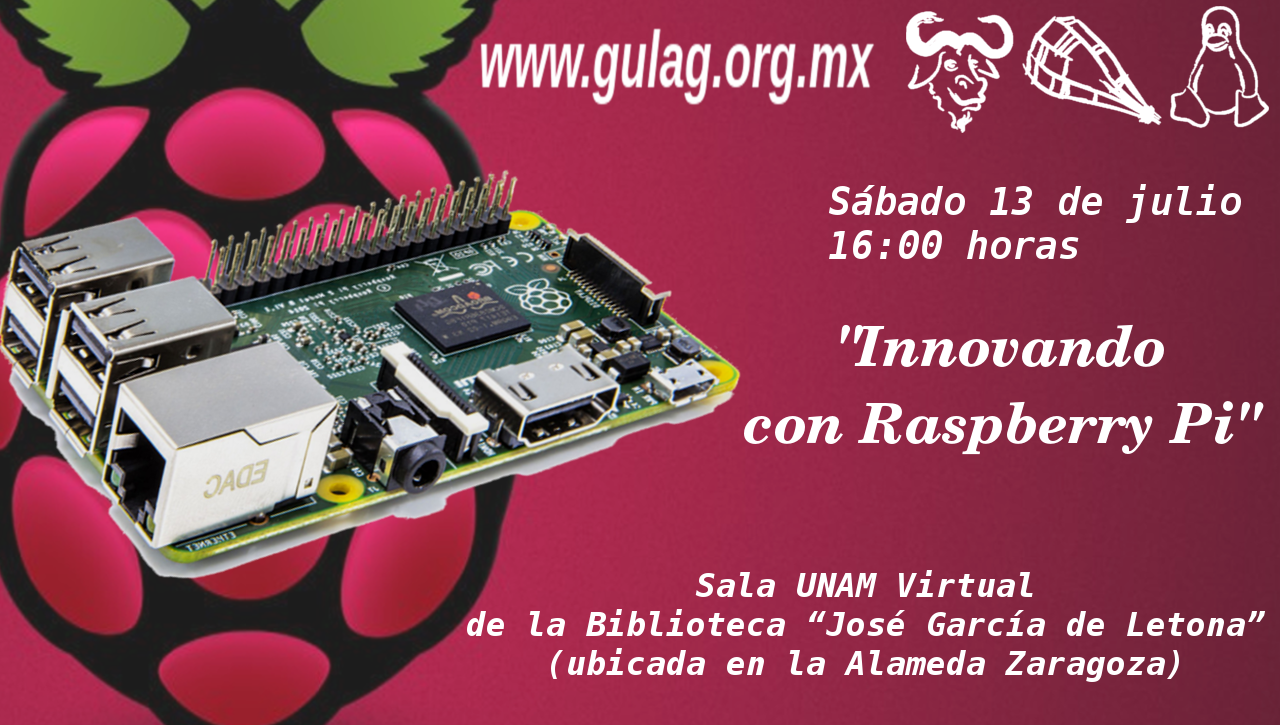 www.gulag.org.mx
Sábado 13 de julio
16:00 horas
"Innovando
con Raspberry Pi"
EDAC
ETHERNET
Sala UNAM Virtual
de la Biblioteca “José García de Letona”
(ubicada en la Alameda Zaragoza)